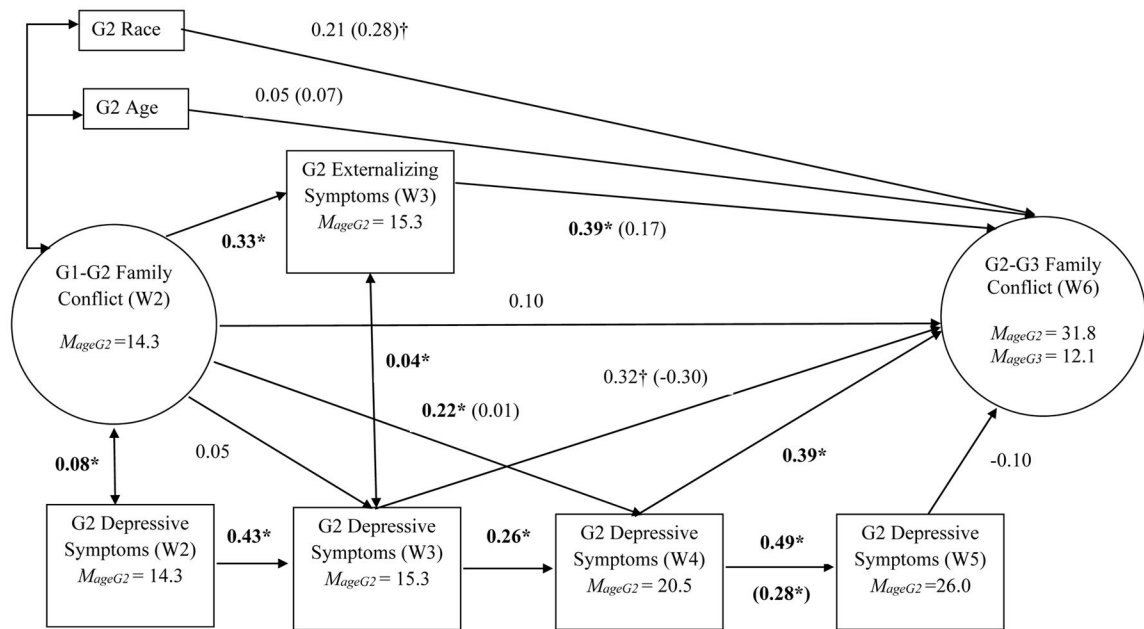 G2 Race
0.21 (0.28)†
G2 Age
0.05 (0.07)
G2 Externalizing
Symptoms (W3)
MageG2 = 15.3
0.33*
0.39* (0.17)
G1-G2 Family
Conflict (W2)
MageG2 =14.3
G2-G3 Family
Conflict (W6)
MageG2 = 31.8
MageG3 = 12.1
0.10
0.04*
0.32† (-0.30)
0.22* (0.01)
0.08*
0.05
0.39*
-0.10
G2 Depressive
Symptoms (W2)
MageG2 = 14.3
0.43*
G2 Depressive
Symptoms (W3)
MageG2 = 15.3
0.26*
G2 Depressive
Symptoms (W4)
MageG2 = 20.5
0.49*
(0.28*)
G2 Depressive
Symptoms (W5)
MageG2 =26.0